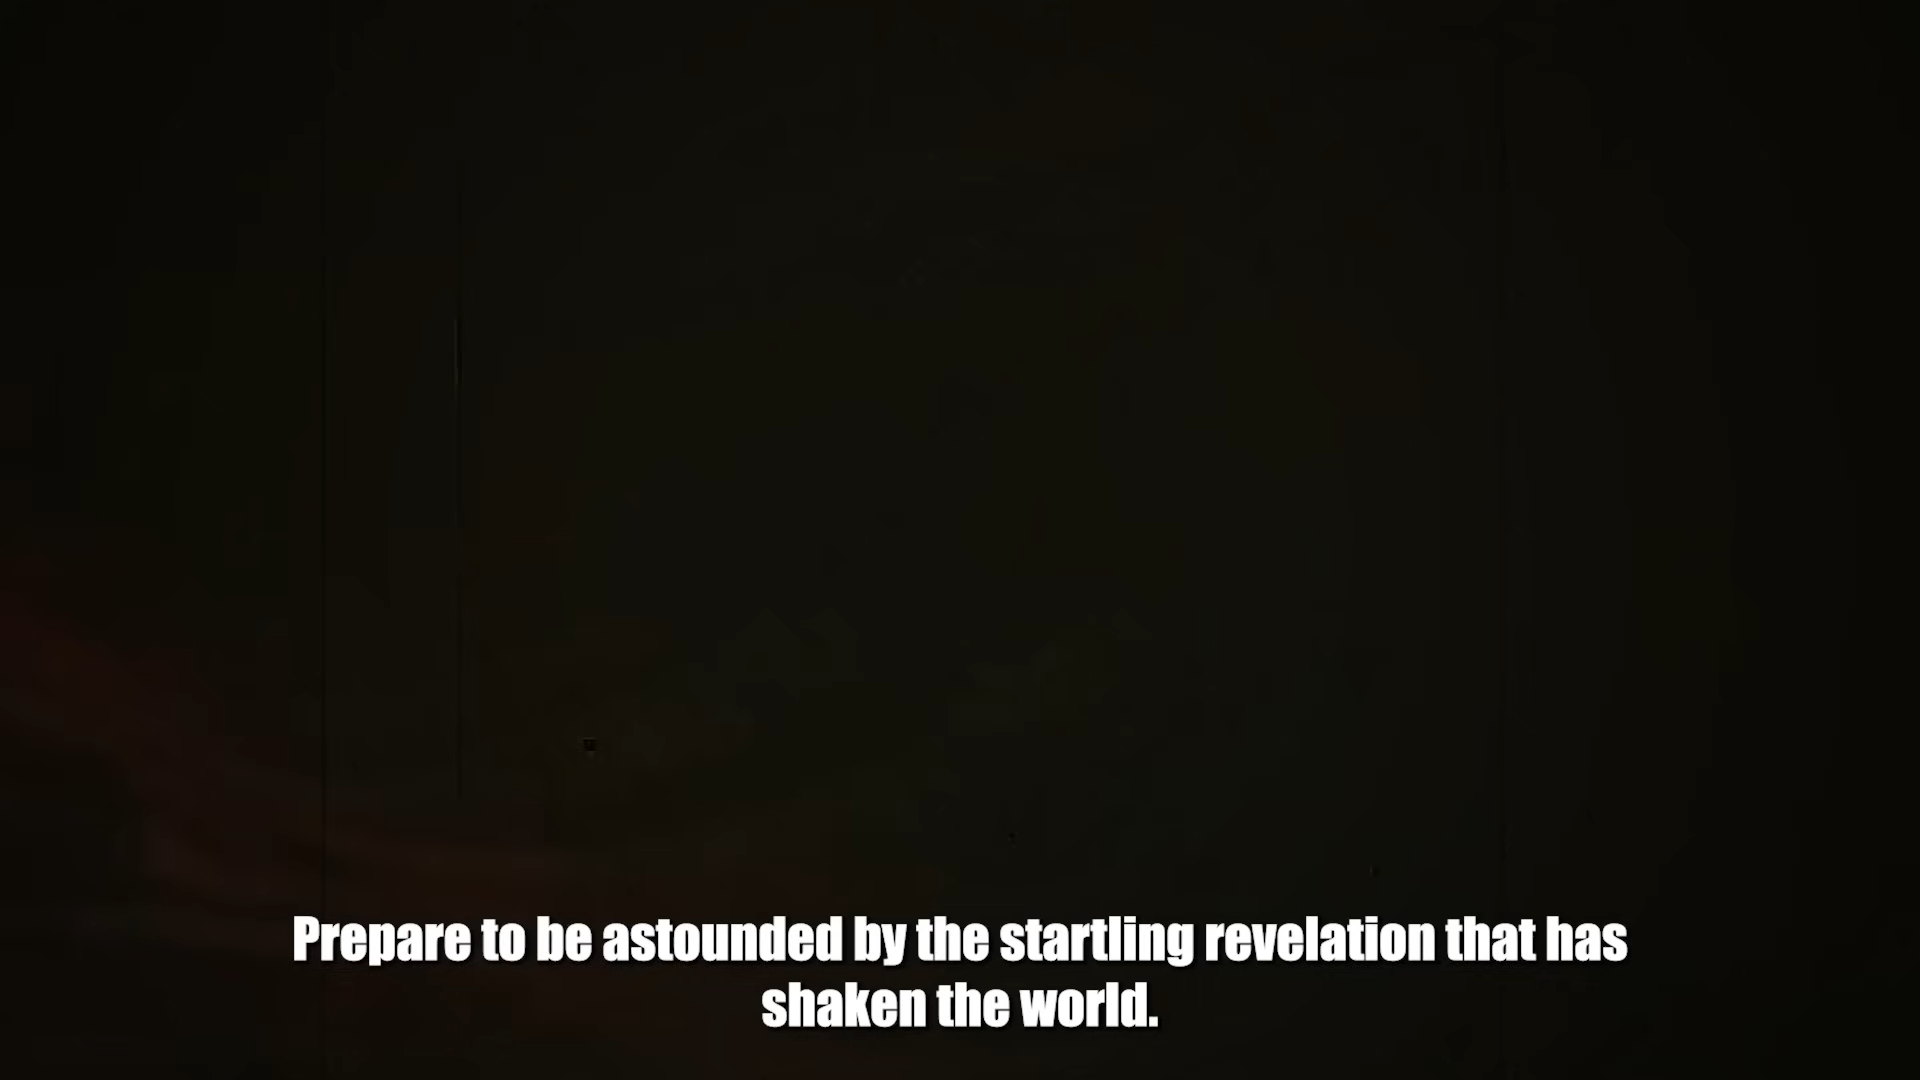 Prepare to be astounded by the startling revelation that has
shaken the world.